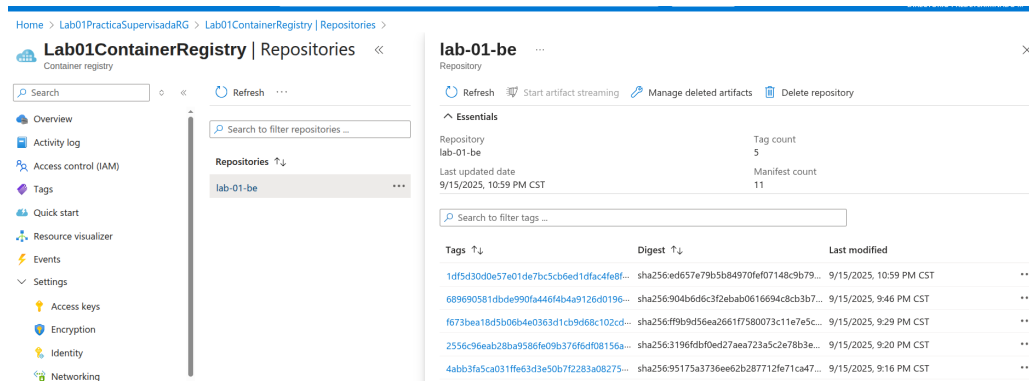 Home > Lab01PracticaSupervisadaRG > Lab01ContainerRegistry | Repositories >
Lab01ContainerRegistry | Repositories «
Container registry
Search
«
Overview
Activity log
Access control (IAM)
Tags
Quick start
Resource visualizer
Events
Settings
Access keys
Encryption
Identity
Networking
Refresh ...
Search to filter repositories ...
Repositories ↑↓
lab-01-be ...
lab-01-be ...
Repository
Refresh Start artifact streaming Manage deleted artifacts Delete repository
Essentials
Repository
lab-01-be
Tag count
5
Last updated date
9/15/2025, 10:59 PM CST
Manifest count
11
Search to filter tags ...
Tags ↑↓ Digest ↑↓ Last modified
1df5d30d0e57e01de7bc5cb6ed1dfac4fe8f... sha256:ed657e79b5b84970fef07148c9b79... 9/15/2025, 10:59 PM CST
689690581dbde990fa446f4b4a9126d0196... sha256:904b6d6c3f2ebab0616694c8cb3b7... 9/15/2025, 9:46 PM CST
f673bea18d5b06b4e0363d1cb9d68c102cd... sha256:ff9b9d56ea2661f7580073c11e7e5c... 9/15/2025, 9:29 PM CST
2556c96eab28ba9586fe09b376f6df08156a... sha256:3196fdbf0ed27aea723a5c2e78b3e... 9/15/2025, 9:20 PM CST
4abb3fa5ca031ffe63d3e50b7f2283a08275... sha256:95175a3736ee62b287712fe71ca47... 9/15/2025, 9:16 PM CST